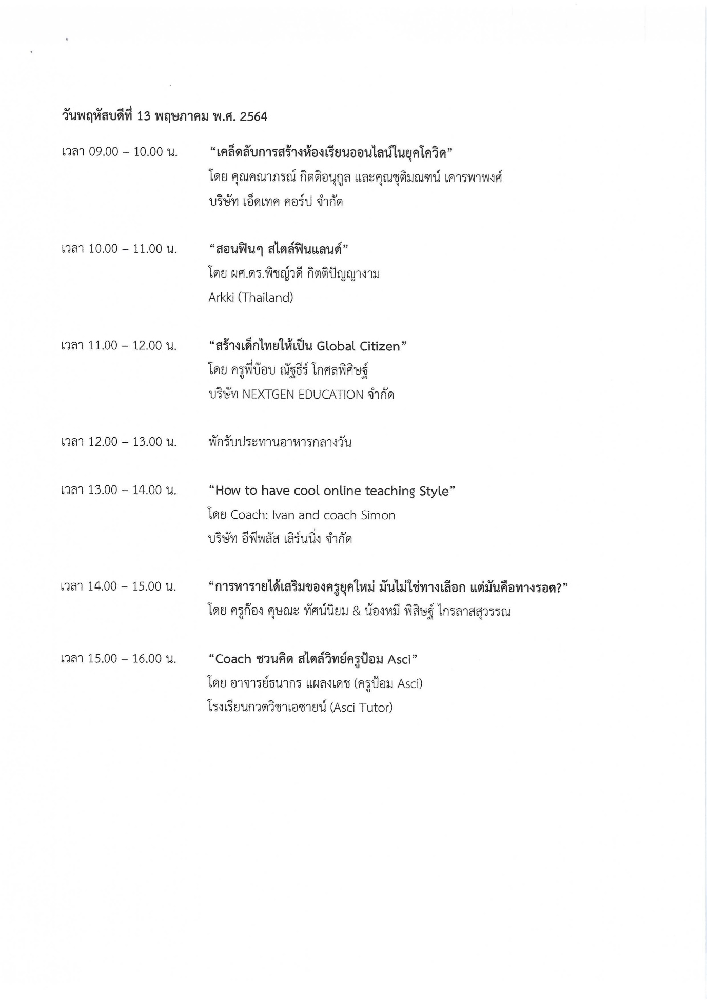 วันพฤหัสบดีที่ 13 พฤษภาคม พ.ศ. 2564
เวลา 09.00 – 10.00 น. “เคล็ดลับการสร้างห้องเรียนออนไลน์ในยุคโควิด”
โดย คุณคณาภรณ์ กิตติอนุกูล และคุณชุติมณฑน์ เคารพาพงศ์
บริษัท เอ็ดเทค คอร์ป จำกัด
เวลา 10.00 – 11.00 น. “สอนฟินๆ สไตล์ฟินแลนด์”
โดย ผศ.ดร.พิชญ์วดี กิตติปัญญางาม
Arkki (Thailand)
เวลา 11.00 – 12.00 น. “สร้างเด็กไทยให้เป็น Global Citizen”
โดย ครูพี่บ๊อบ ณัฐธีร์ โกศลพิศิษฐ์
บริษัท NEXTGEN EDUCATION จำกัด
เวลา 12.00 – 13.00 น. พักรับประทานอาหารกลางวัน
เวลา 13.00 – 14.00 น. “How to have cool online teaching Style”
โดย Coach: Ivan and coach Simon
บริษัท อีพีพลัส เลิร์นนิ่ง จำกัด
เวลา 14.00 – 15.00 น. “การหารายได้เสริมของครูยุคใหม่ มันไม่ใช่ทางเลือก แต่มันคือทางรอด?”
โดย ครูก๊อง ศุษณะ ทัศน์นิยม & น้องหมี พิสิษฐ์ ไกรลาสสุวรรณ
เวลา 15.00 – 16.00 น. “Coach ชวนคิด สไตล์วิทย์ครูป้อม Asci”
โดย อาจารย์ธนากร แผลงเดช (ครูป้อม Asci)
โรงเรียนกวดวิชาเอซายน์ (Asci Tutor)